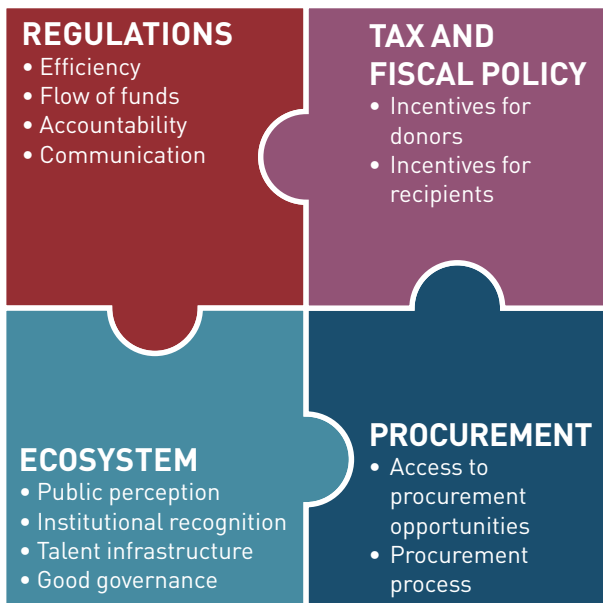 REGULATIONS
• Efficiency
• Flow of funds
• Accountability
• Communication
TAX AND
FISCAL POLICY
• Incentives for
donors
• Incentives for
recipients
ECOSYSTEM
• Public perception
• Institutional recognition
• Talent infrastructure
• Good governance
PROCUREMENT
• Access to
procurement
opportunities
• Procurement
process